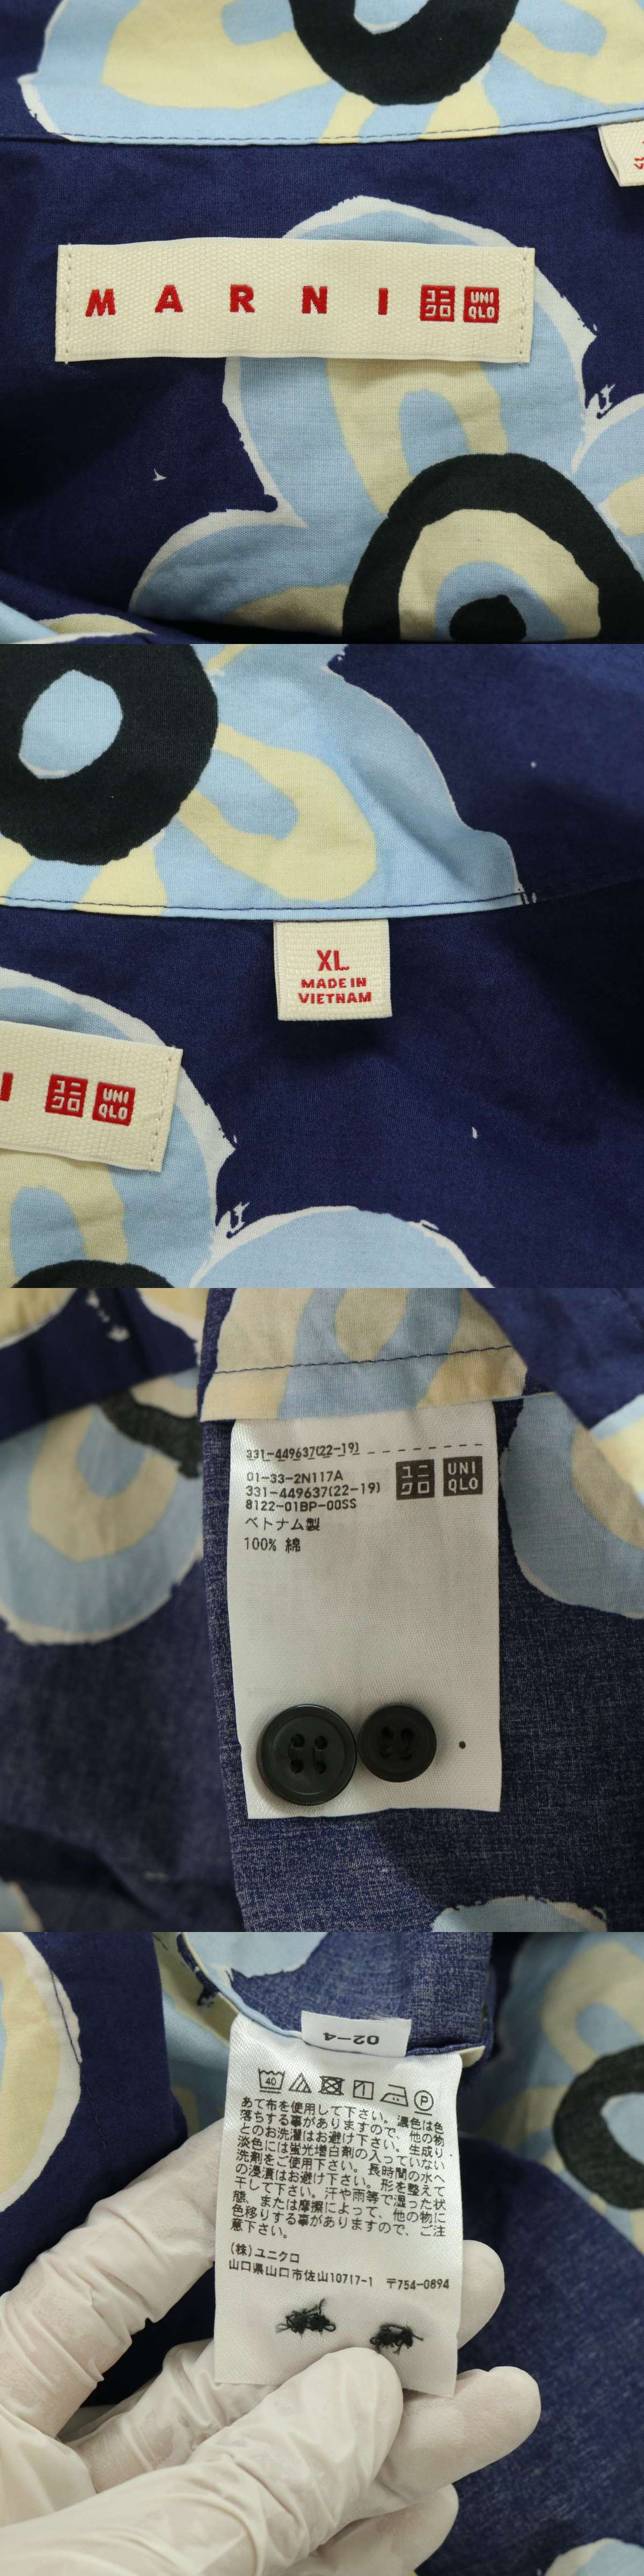 MARNI ユニクロ UNIQLO
XL
MADE IN
VIETNAM
I ユニクロ UNIQLO
331-449637(22-19)
01-33-2N117A
331-449637(22-19)
8122-01BP-00SS
ユニクロ UNIQLO
ベトナム製
100% 綿
02-4
40 P
あて布を使用して下さい。濃色は色
落ちする事がありますので、他の物
とのお洗濯はお避け下さい。生成り・
淡色には蛍光増白剤の入っていない
洗剤をご使用下さい。長時間の水へ
の浸漬はお避け下さい。形を整えて
干して下さい。汗や雨等で湿った状
態、または摩擦によって、他の物に
色移りする事がありますので、ご注
意下さい。
(株)ユニクロ
山口県山口市佐山10717-1 〒754-0894